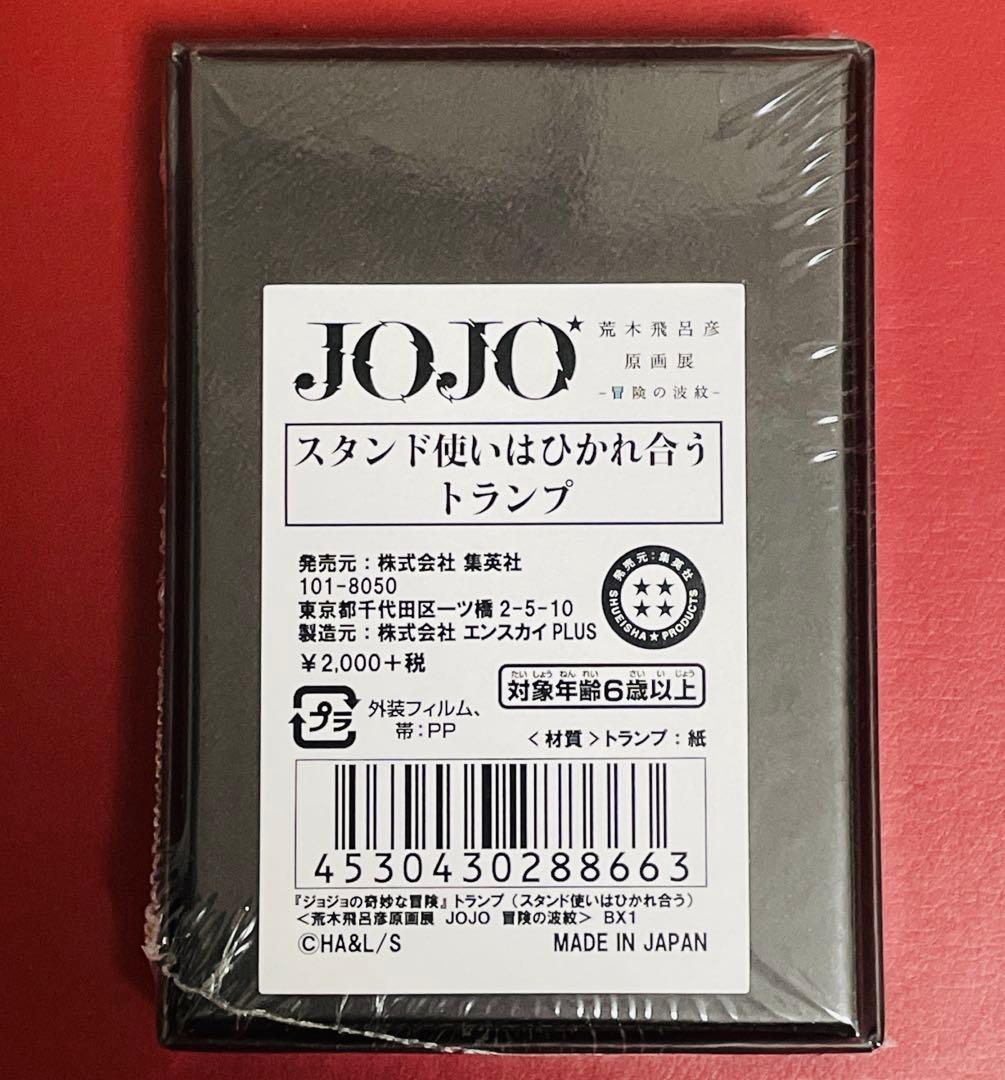 JOJO★
荒木飛呂彦
原画展
-冒険の波紋-
スタンド使いはひかれ合う
トランプ
発売元：株式会社 集英社
101-8050
東京都千代田区一ツ橋 2-5-10
製造元：株式会社 エンスカイ PLUS
￥2,000＋税
発売元：集英社
SHUEISHA★PRODUCTS
たいしょうねんれい さいいじょう
対象年齢6歳以上
プラ
外装フィルム、
帯：PP
＜材質＞トランプ：紙
4530430288663
『ジョジョの奇妙な冒険』トランプ（スタンド使いはひかれ合う）
＜荒木飛呂彦原画展 JOJO 冒険の波紋＞ BX1
©HA&L/S
MADE IN JAPAN